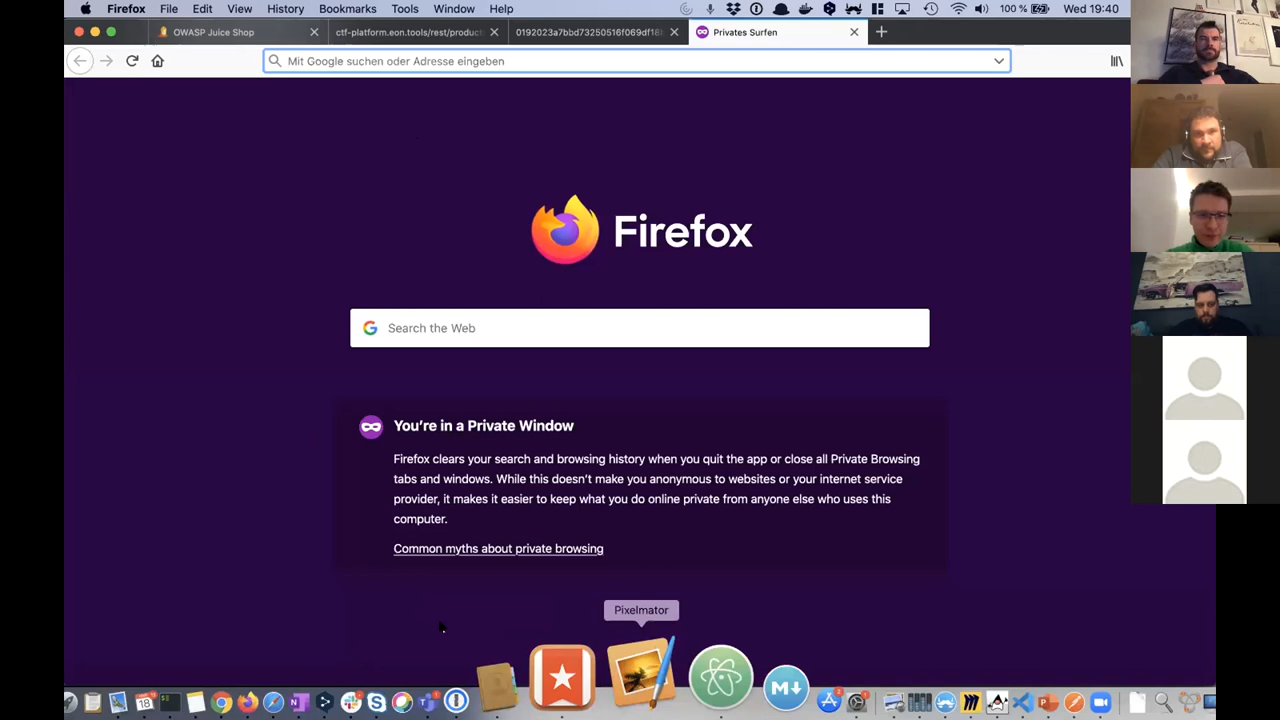 Firefox File Edit View History Bookmarks Tools Window Help 100 % Wed 19:40
OWASP Juice Shop ctf-platform.eon.tools/rest/product 0192023a7bbd73250516f069df18b Privates Surfen
Mit Google suchen oder Adresse eingeben
Firefox
Search the Web
You're in a Private Window
Firefox clears your search and browsing history when you quit the app or close all Private Browsing
tabs and windows. While this doesn't make you anonymous to websites or your internet service
provider, it makes it easier to keep what you do online private from anyone else who uses this
computer.
Common myths about private browsing
Pixelmator